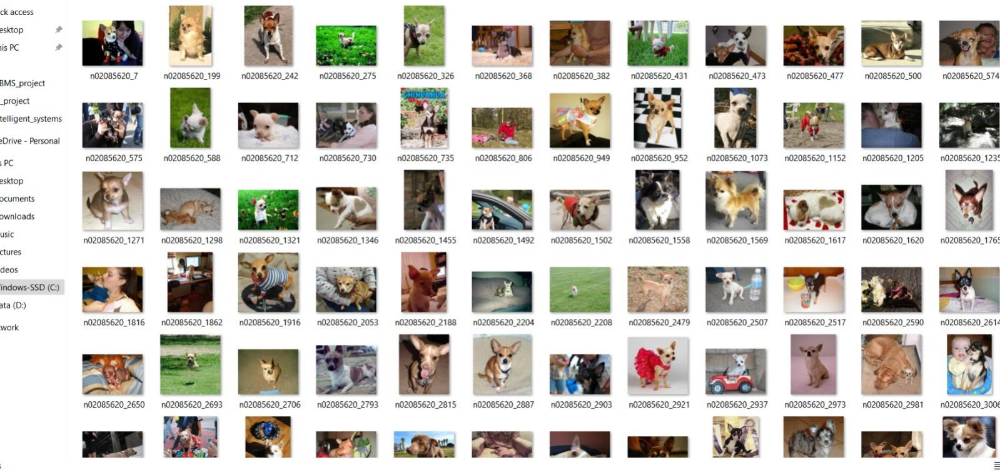 ck access
esktop
nis PC
BMS_project
_project
telligent_systems
eDrive - Personal
s PC
esktop
ocuments
ownloads
usic
ctures
deos
indows-SSD (C:)
ata (D:)
twork
n02085620_7
n02085620_199
n02085620_242
n02085620_275
n02085620_326
n02085620_368
n02085620_382
n02085620_431
n02085620_473
n02085620_477
n02085620_500
n02085620_574
CHIHUAHUA
n02085620_575
n02085620_588
n02085620_712
n02085620_730
n02085620_735
n02085620_806
n02085620_949
n02085620_952
n02085620_1073
n02085620_1152
n02085620_1205
n02085620_1235
n02085620_1271
n02085620_1298
n02085620_1321
n02085620_1346
n02085620_1455
n02085620_1492
n02085620_1502
n02085620_1558
n02085620_1569
n02085620_1617
n02085620_1620
n02085620_1765
n02085620_1816
n02085620_1862
n02085620_1916
n02085620_2053
n02085620_2188
n02085620_2204
n02085620_2208
n02085620_2479
n02085620_2507
n02085620_2517
n02085620_2590
n02085620_2614
n02085620_2650
n02085620_2693
n02085620_2706
n02085620_2793
n02085620_2815
n02085620_2887
n02085620_2903
n02085620_2921
n02085620_2937
n02085620_2973
n02085620_2981
n02085620_3006
s